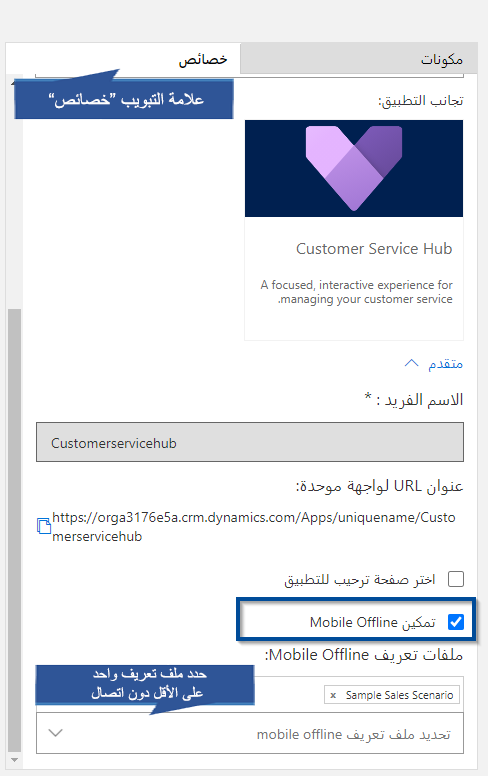 مكونات
خصائص
علامة التبويب ”خصائص“
تجانب التطبيق:
Customer Service Hub
A focused, interactive experience for
.managing your customer service
متقدم
الاسم الفريد : *
Customerservicehub
عنوان URL لواجهة موحدة:
https://orga3176e5a.crm.dynamics.com/Apps/uniquename/Custo
merservicehub
اختر صفحة ترحيب للتطبيق
تمكين Mobile Offline
ملفات تعريف Mobile Offline:
حدد ملف تعريف واحد
على الأقل دون اتصال
Sample Sales Scenario ×
تحديد ملف تعريف mobile offline